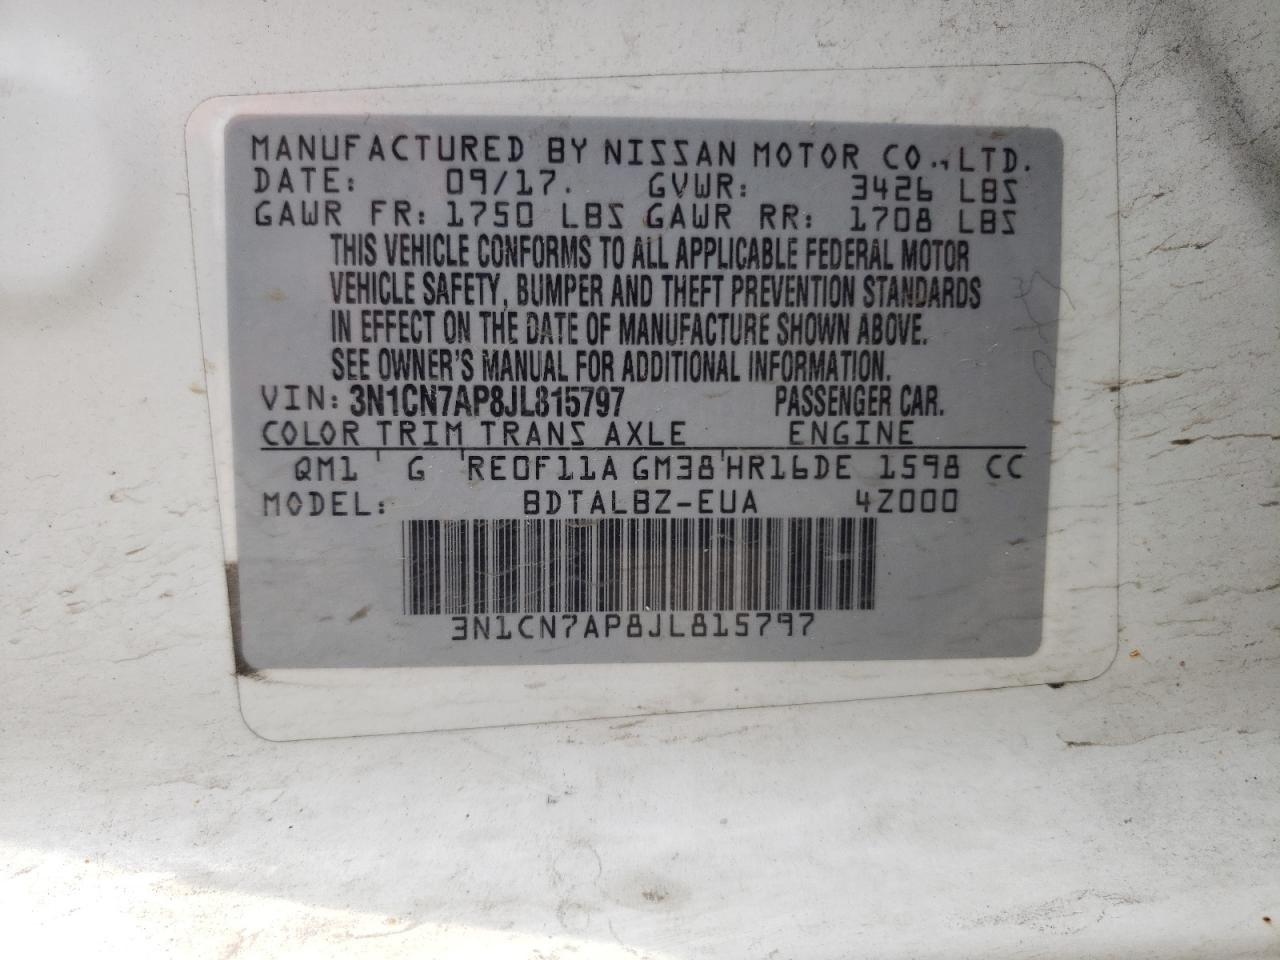 MANUFACTURED BY NISSAN MOTOR CO.,LTD.
DATE: 09/17. GVWR: 3426 LBS
GAWR FR: 1750 LBS GAWR RR: 1708 LBS
THIS VEHICLE CONFORMS TO ALL APPLICABLE FEDERAL MOTOR
VEHICLE SAFETY, BUMPER AND THEFT PREVENTION STANDARDS
IN EFFECT ON THE DATE OF MANUFACTURE SHOWN ABOVE.
SEE OWNER'S MANUAL FOR ADDITIONAL INFORMATION.
VIN: 3N1CN7AP8JL815797 PASSENGER CAR.
COLOR TRIM TRANS AXLE ENGINE
QM1 G RE0F11A GM38 HR16DE 1598 CC
MODEL: BDTALBZ-EUA 4Z000
3N1CN7AP8JL815797